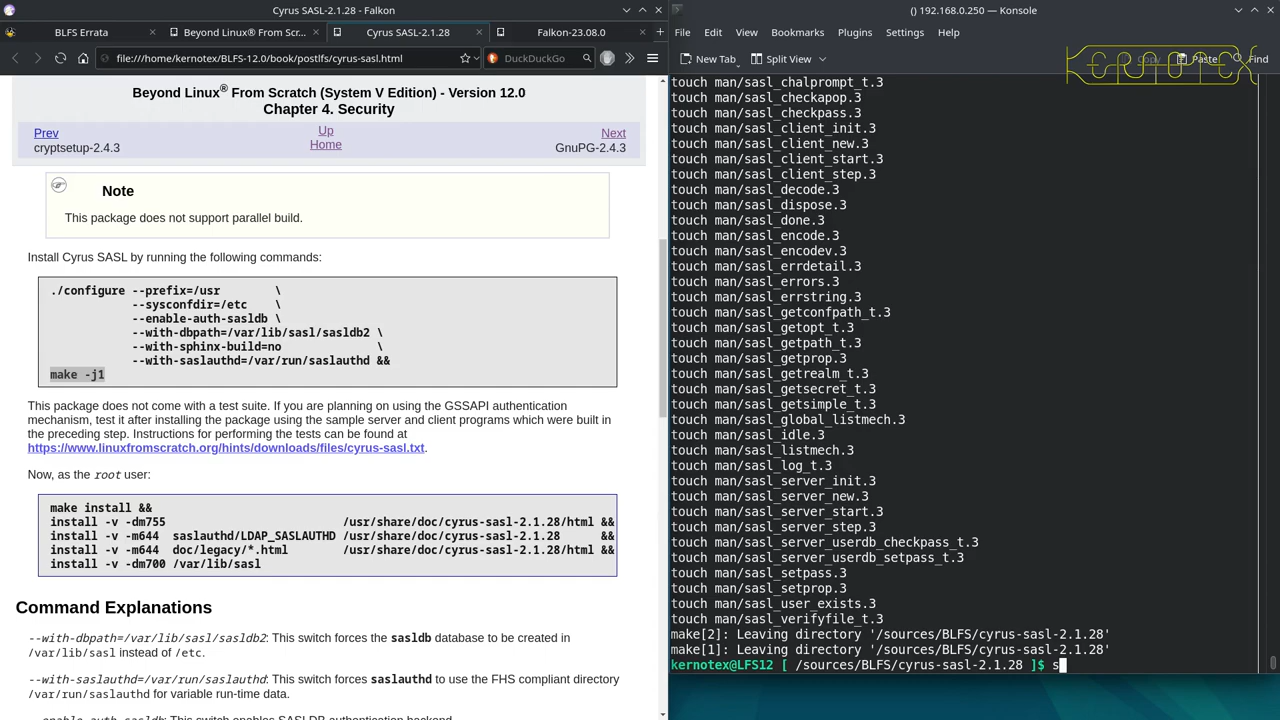 Cyrus SASL-2.1.28 - Falkon
BLFS Errata
Beyond Linux® From Scr...
Cyrus SASL-2.1.28
Falkon-23.08.0
file:///home/kernotex/BLFS-12.0/book/postlfs/cyrus-sasl.html
DuckDuckGo
Beyond Linux® From Scratch (System V Edition) - Version 12.0
Chapter 4. Security
Prev
Up
Next
cryptsetup-2.4.3
Home
GnuPG-2.4.3
Note
This package does not support parallel build.
Install Cyrus SASL by running the following commands:
./configure --prefix=/usr \
--sysconfdir=/etc \
--enable-auth-sasldb \
--with-dbpath=/var/lib/sasl/sasldb2 \
--with-sphinx-build=no \
--with-saslauthd=/var/run/saslauthd &&
make -j1
This package does not come with a test suite. If you are planning on using the GSSAPI authentication
mechanism, test it after installing the package using the sample server and client programs which were built in
the preceding step. Instructions for performing the tests can be found at
https://www.linuxfromscratch.org/hints/downloads/files/cyrus-sasl.txt.
Now, as the root user:
make install &&
install -v -dm755 /usr/share/doc/cyrus-sasl-2.1.28/html &&
install -v -m644 saslauthd/LDAP_SASLAUTHD /usr/share/doc/cyrus-sasl-2.1.28 &&
install -v -m644 doc/legacy/*.html /usr/share/doc/cyrus-sasl-2.1.28/html &&
install -v -dm700 /var/lib/sasl
Command Explanations
--with-dbpath=/var/lib/sasl/sasldb2: This switch forces the sasldb database to be created in
/var/lib/sasl instead of /etc.
--with-saslauthd=/var/run/saslauthd: This switch forces saslauthd to use the FHS compliant directory
/var/run/saslauthd for variable run-time data.
--enable-auth-sasldb: This switch enables SASLDB authentication backend.
() 192.168.0.250 — Konsole
File Edit View Bookmarks Plugins Settings Help
New Tab Split View Copy Paste Find
KernoteX
touch man/sasl_chalprompt_t.3
touch man/sasl_checkapop.3
touch man/sasl_checkpass.3
touch man/sasl_client_init.3
touch man/sasl_client_new.3
touch man/sasl_client_start.3
touch man/sasl_client_step.3
touch man/sasl_decode.3
touch man/sasl_dispose.3
touch man/sasl_done.3
touch man/sasl_encode.3
touch man/sasl_encodev.3
touch man/sasl_errdetail.3
touch man/sasl_errors.3
touch man/sasl_errstring.3
touch man/sasl_getconfpath_t.3
touch man/sasl_getopt_t.3
touch man/sasl_getpath_t.3
touch man/sasl_getprop.3
touch man/sasl_getrealm_t.3
touch man/sasl_getsecret_t.3
touch man/sasl_getsimple_t.3
touch man/sasl_global_listmech.3
touch man/sasl_idle.3
touch man/sasl_listmech.3
touch man/sasl_log_t.3
touch man/sasl_server_init.3
touch man/sasl_server_new.3
touch man/sasl_server_start.3
touch man/sasl_server_step.3
touch man/sasl_server_userdb_checkpass_t.3
touch man/sasl_server_userdb_setpass_t.3
touch man/sasl_setpass.3
touch man/sasl_setprop.3
touch man/sasl_user_exists.3
touch man/sasl_verifyfile_t.3
make[2]: Leaving directory '/sources/BLFS/cyrus-sasl-2.1.28'
make[1]: Leaving directory '/sources/BLFS/cyrus-sasl-2.1.28'
kernotex@LFS12 [ /sources/BLFS/cyrus-sasl-2.1.28 ]$ s